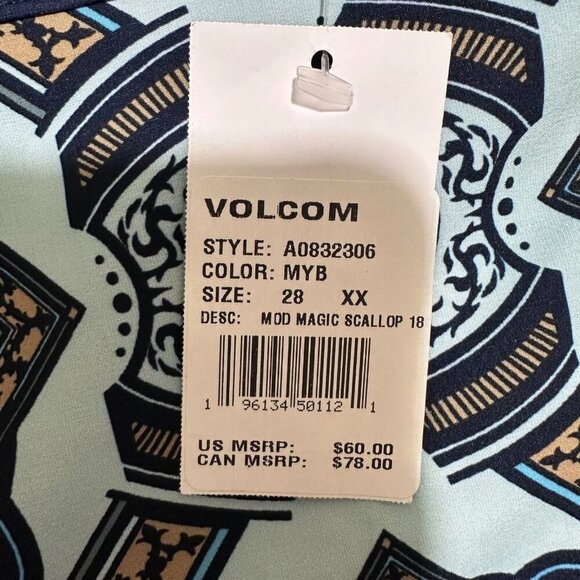 VOLCOM
STYLE: A0832306
COLOR: MYB
SIZE: 28 XX
DESC: MOD MAGIC SCALLOP 18
1 96134 50112 1
US MSRP: $60.00
CAN MSRP: $78.00